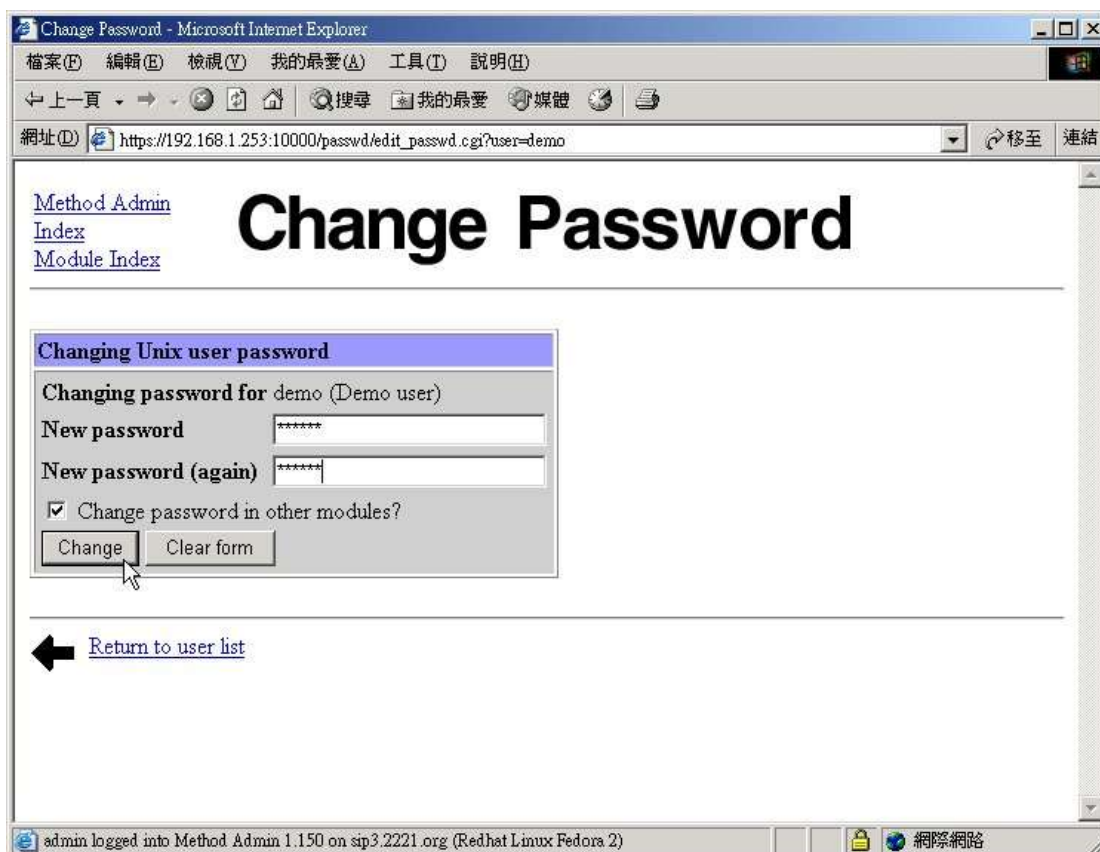 Change Password - Microsoft Internet Explorer
檔案(F) 編輯(E) 檢視(V) 我的最愛(A) 工具(T) 說明(H)
上一頁 搜尋 我的最愛 媒體
網址(D) https://192.168.1.253:10000/passwd/edit_passwd.cgi?user=demo 移至 連結
Method Admin
Index
Module Index
Change Password
Changing Unix user password
Changing password for demo (Demo user)
New password ******
New password (again) ******
Change password in other modules?
Change Clear form
Return to user list
admin logged into Method Admin 1.150 on sip3.2221.org (Redhat Linux Fedora 2) 網際網路